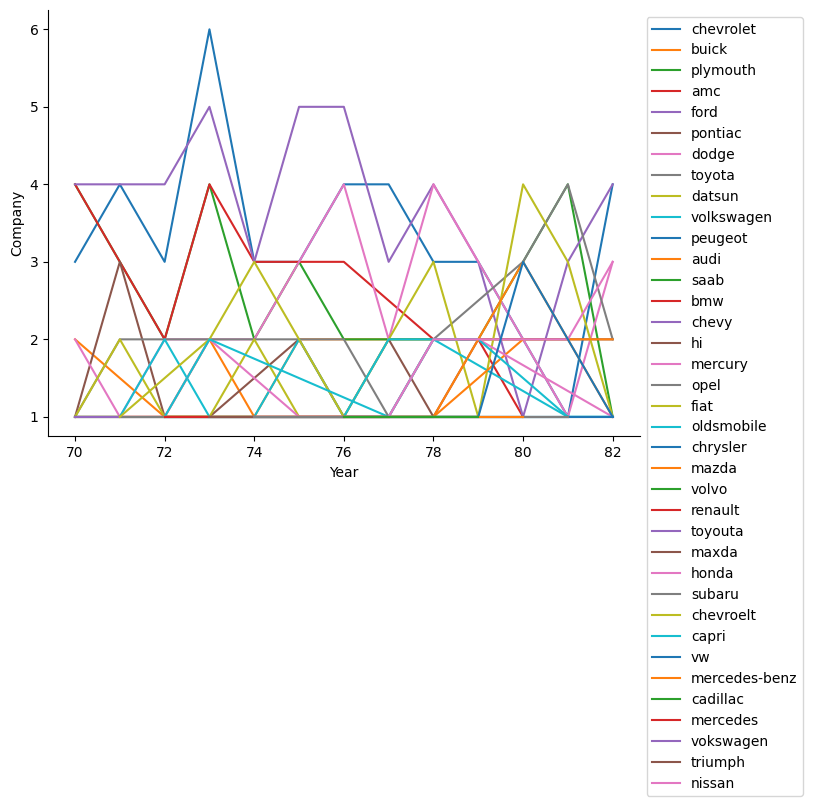 6
5
4
3
2
1
Company
70 72 74 76 78 80 82
Year
chevrolet
buick
plymouth
amc
ford
pontiac
dodge
toyota
datsun
volkswagen
peugeot
audi
saab
bmw
chevy
hi
mercury
opel
fiat
oldsmobile
chrysler
mazda
volvo
renault
toyouta
maxda
honda
subaru
chevroelt
capri
vw
mercedes-benz
cadillac
mercedes
vokswagen
triumph
nissan